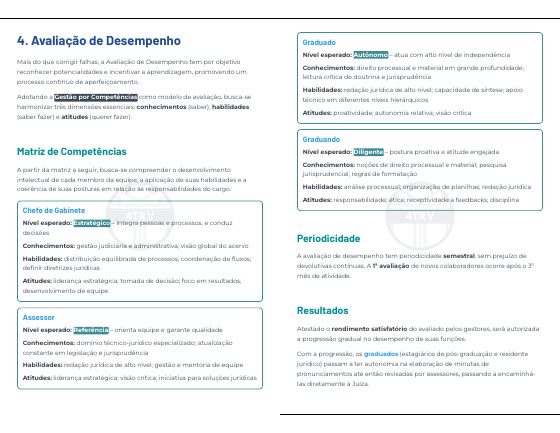 4. Avaliação de Desempenho
Mais do que corrigir falhas, a Avaliação de Desempenho tem por objetivo
reconhecer potencialidades e incentivar a aprendizagem, promovendo um
processo contínuo de aperfeiçoamento.
Adotando a Gestão por Competências como modelo de avaliação, busca-se
harmonizar três dimensões essenciais: conhecimentos (saber), habilidades
(saber fazer) e atitudes (querer fazer).
Matriz de Competências
A partir da matriz a seguir, busca-se compreender o desenvolvimento
intelectual de cada membro da equipe, a aplicação de suas habilidades e a
coerência de suas posturas em relação às responsabilidades do cargo.
Chefe de Gabinete
Nível esperado: Estratégico – integra pessoas e processos, e conduz
decisões
Conhecimentos: gestão judiciária e administrativa; visão global do acervo
Habilidades: distribuição equilibrada de processos; coordenação de fluxos;
definir diretrizes jurídicas
Atitudes: liderança estratégica; tomada de decisão; foco em resultados;
desenvolvimento de equipe
Assessor
Nível esperado: Referência – orienta equipe e garante qualidade
Conhecimentos: domínio técnico-jurídico especializado; atualização
constante em legislação e jurisprudência
Habilidades: redação jurídica de alto nível; gestão e mentoria de equipe
Atitudes: liderança estratégica; visão crítica; iniciativa para soluções jurídicas
Graduado
Nível esperado: Autônomo – atua com alto nível de independência
Conhecimentos: direito processual e material em grande profundidade;
leitura crítica de doutrina e jurisprudência
Habilidades: redação jurídica de alto nível; capacidade de síntese; apoio
técnico em diferentes níveis hierárquicos
Atitudes: proatividade; autonomia relativa; visão crítica
Graduando
Nível esperado: Diligente – postura proativa e atitude engajada
Conhecimentos: noções de direito processual e material; pesquisa
jurisprudencial; regras de formatação
Habilidades: análise processual; organização de planilhas; redação jurídica
Atitudes: responsabilidade; ética; receptividade a feedbacks; disciplina
4TRV
Periodicidade
A avaliação de desempenho tem periodicidade semestral, sem prejuízo de
devolutivas contínuas. A 1ª avaliação de novos colaboradores ocorre após o 3º
mês de atividade.
Resultados
Atestado o rendimento satisfatório do avaliado pelos gestores, será autorizada
a progressão gradual no desempenho de suas funções.
Com a progressão, os graduados (estagiários de pós-graduação e residente
jurídico) passam a ter autonomia na elaboração de minutas de
pronunciamentos até então revisadas por assessores, passando a encaminhá-
las diretamente à Juíza.